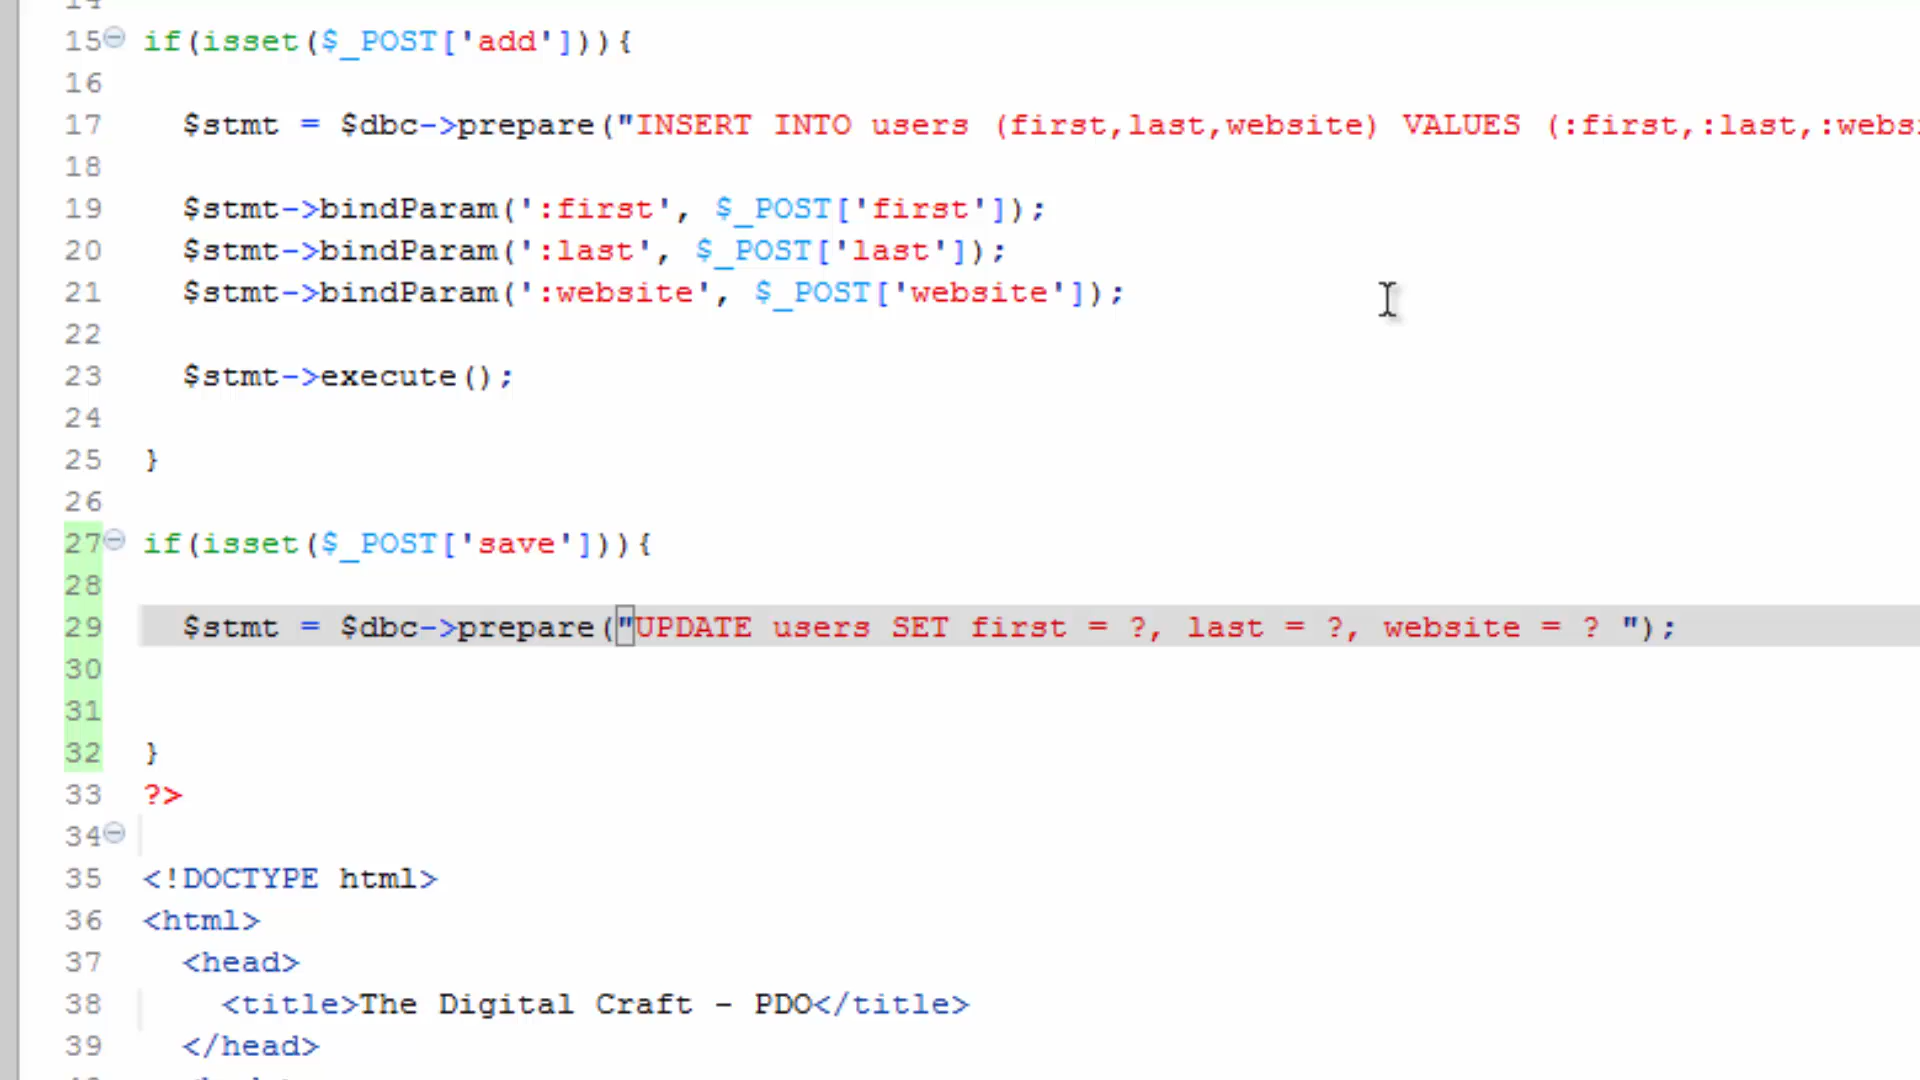 14
15 if(isset($_POST['add'])){
16
17 $stmt = $dbc->prepare("INSERT INTO users (first,last,website) VALUES (:first,:last,:webs
18
19 $stmt->bindParam(':first', $_POST['first']);
20 $stmt->bindParam(':last', $_POST['last']);
21 $stmt->bindParam(':website', $_POST['website']);
22
23 $stmt->execute();
24
25 }
26
27 if(isset($_POST['save'])){
28
29 $stmt = $dbc->prepare("UPDATE users SET first = ?, last = ?, website = ? ");
30
31
32 }
33 ?>
34
35 <!DOCTYPE html>
36 <html>
37 <head>
38 <title>The Digital Craft - PDO</title>
39 </head>